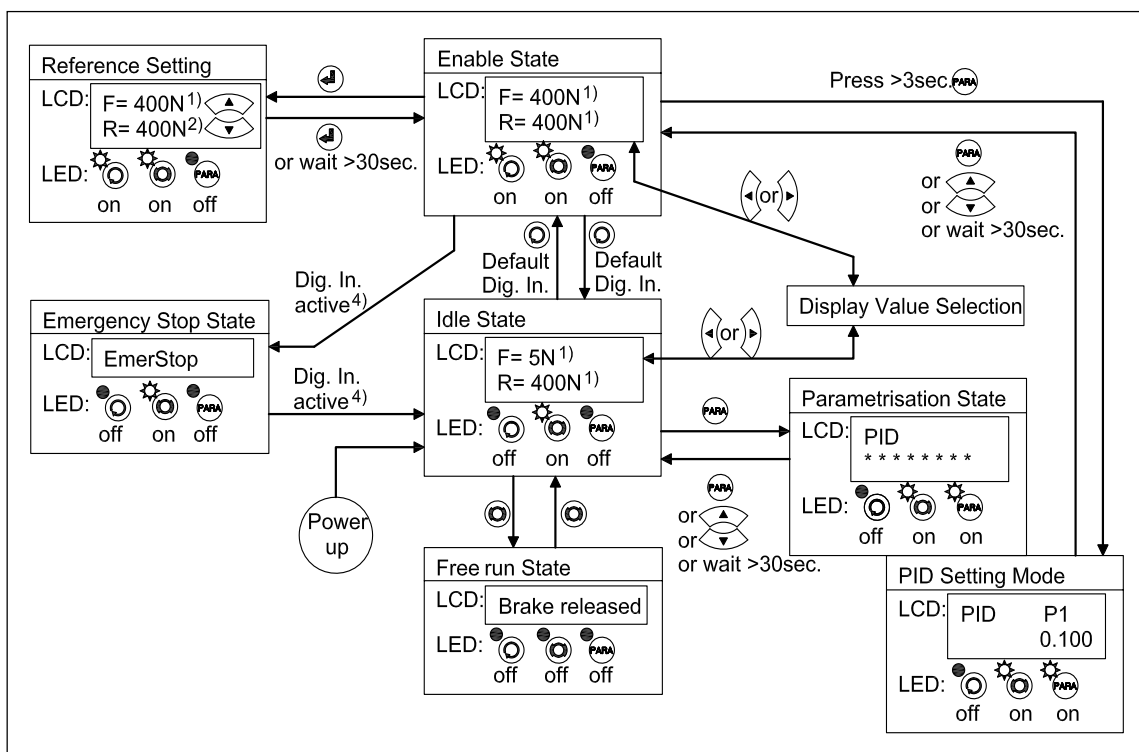 Reference Setting
LCD:
F= 400N1)
R= 400N2)
LED:
PARA
on on off
or wait >30sec.
Enable State
LCD:
F= 400N1)
R= 400N1)
LED:
PARA
on on off
Press >3sec. PARA
PARA
or
or
or wait >30sec.
or
Dig. In.
active4)
Default
Dig. In.
Default
Dig. In.
Display Value Selection
Emergency Stop State
LCD:
EmerStop
LED:
PARA
off on off
Dig. In.
active4)
Idle State
LCD:
F= 5N1)
R= 400N1)
LED:
PARA
off on off
or
PARA
PARA
or
or
or wait >30sec.
Parametrisation State
LCD:
PID
* * * * * * * *
LED:
PARA
off on on
Power
up
Free run State
LCD:
Brake released
LED:
PARA
off off off
PID Setting Mode
LCD:
PID P1
0.100
LED:
PARA
off on on